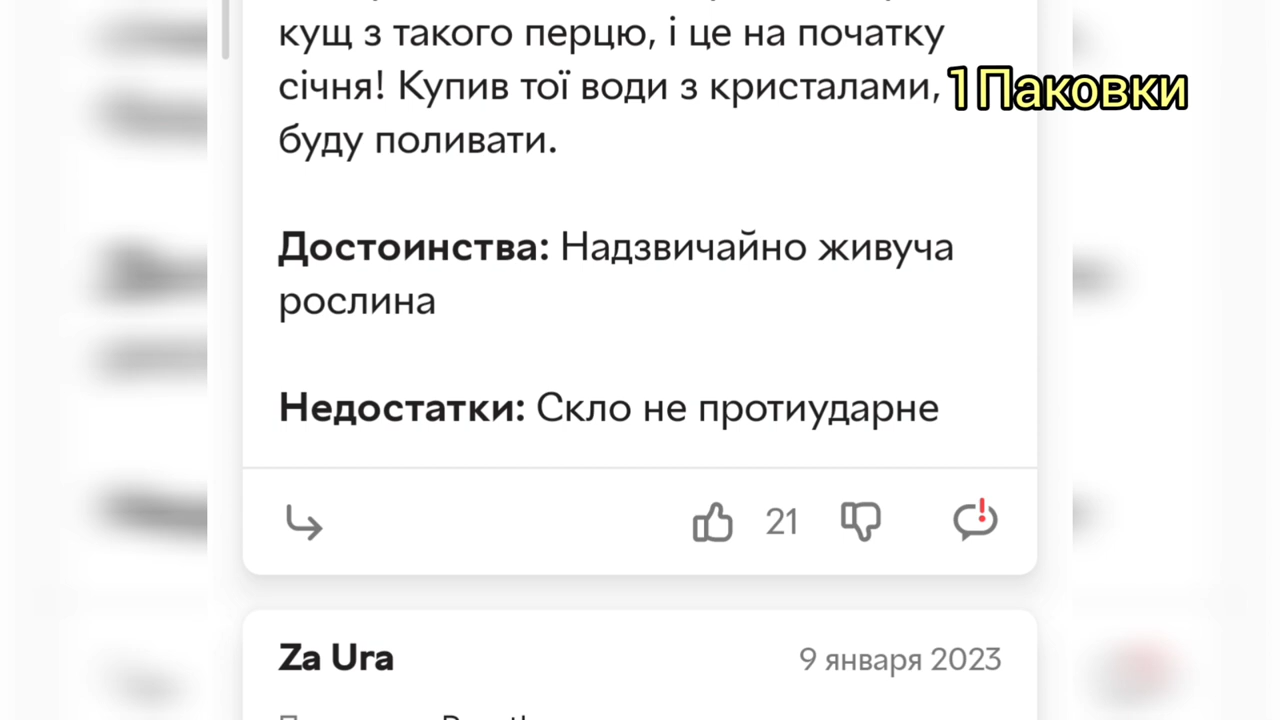 кущ з такого перцю, і це на початку
січня! Купив тої води з кристалами,
1 Паковки
буду поливати.
Достоинства: Надзвичайно живуча
рослина
Недостатки: Скло не протиударне
21
Za Ura
9 января 2023